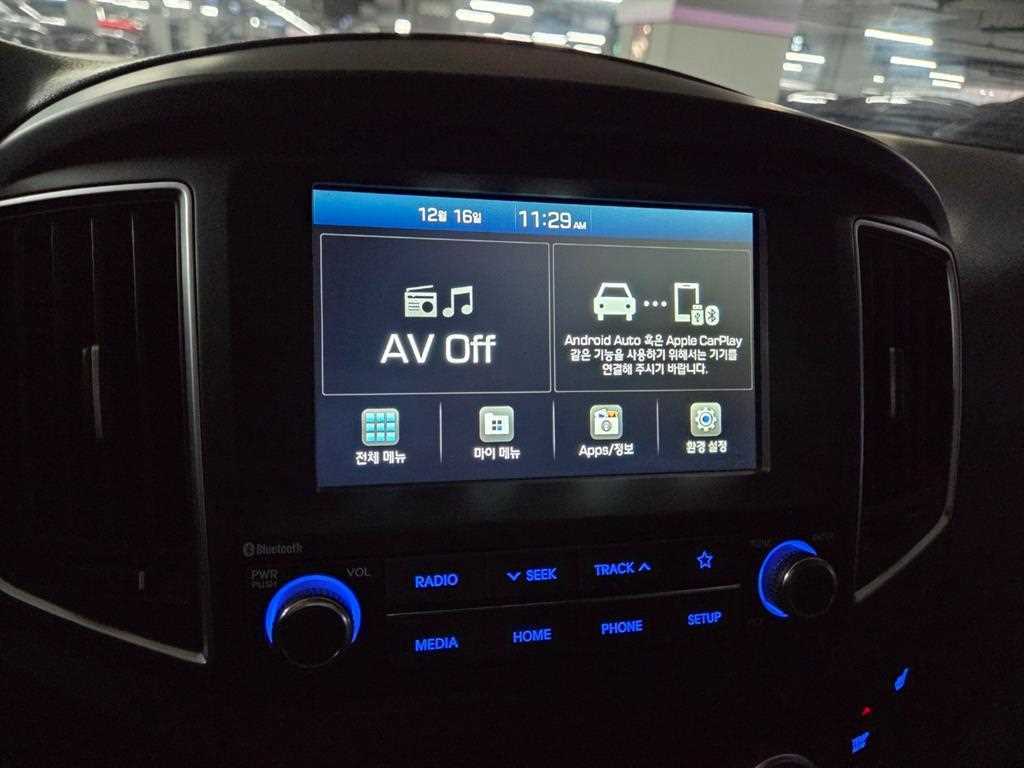 12월 16일 11:29 AM
AV Off
Android Auto 혹은 Apple CarPlay
같은 기능을 사용하기 위해서는 기기를
연결해 주시기 바랍니다.
전체 메뉴
마이 메뉴
Apps/정보
환경 설정
Bluetooth
PWR
PUSH
VOL
RADIO
SEEK
TRACK
MEDIA
HOME
PHONE
SETUP